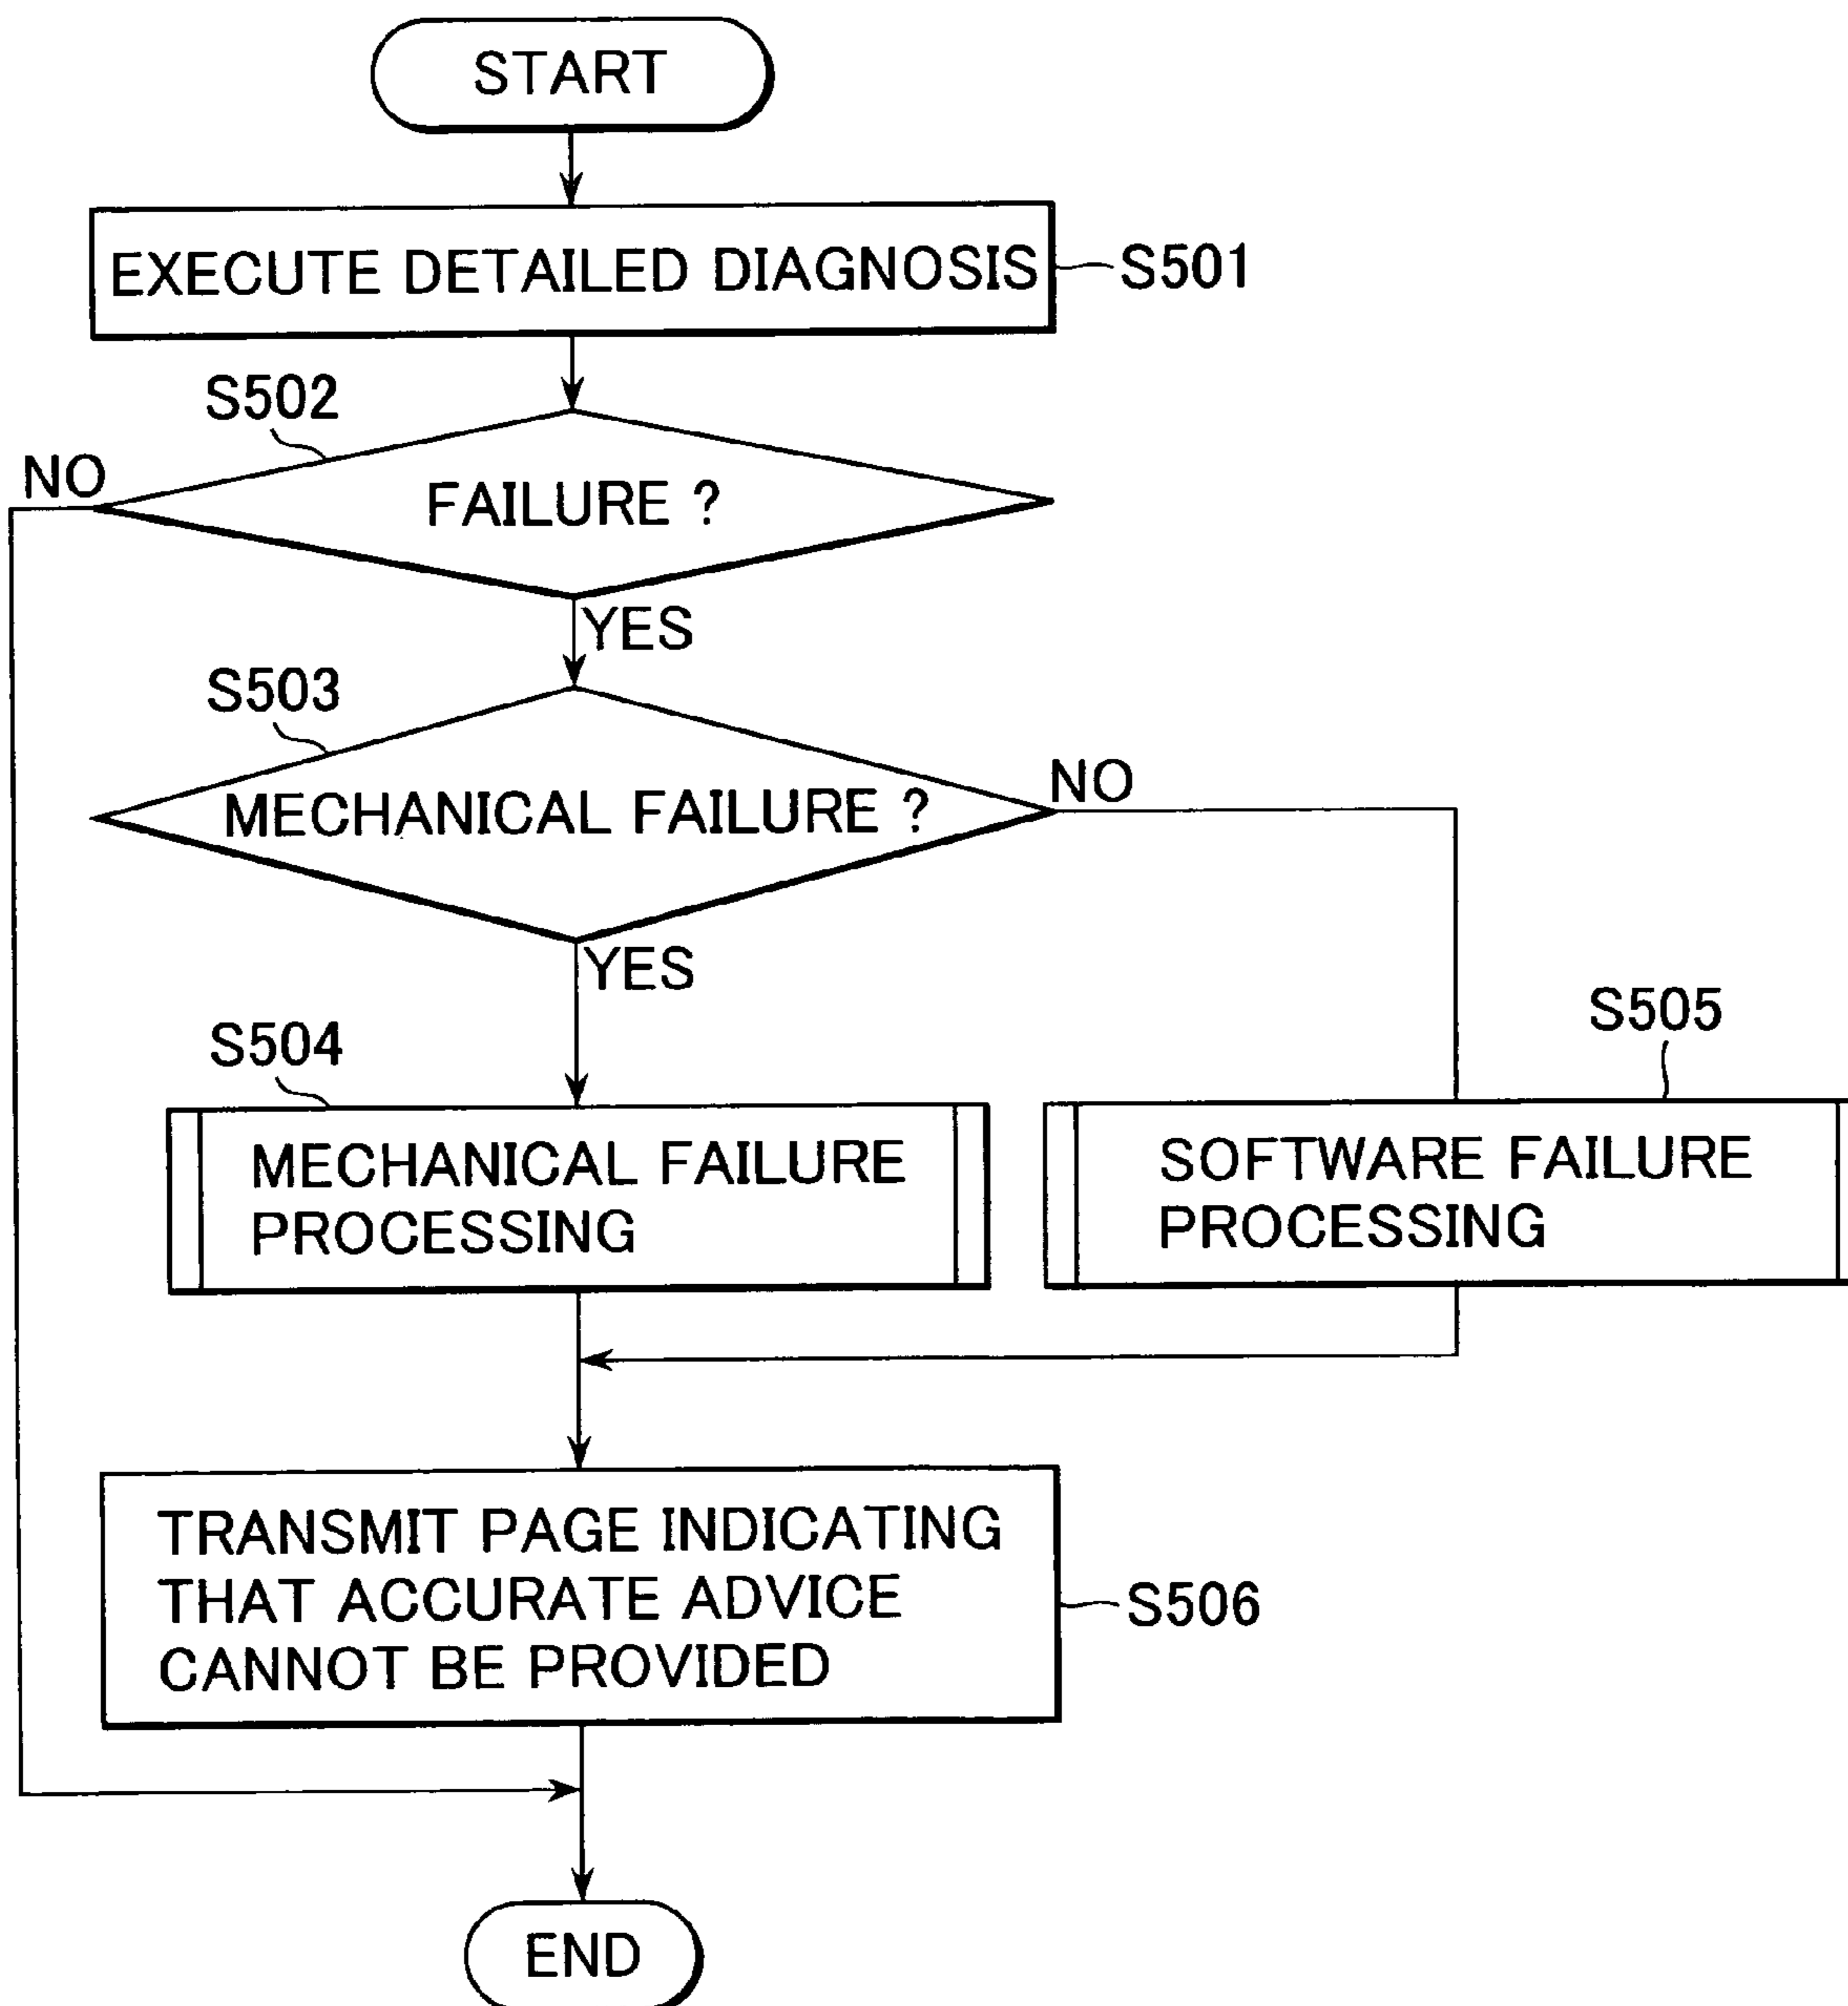 START
EXECUTE DETAILED DIAGNOSIS
S501
S502
NO
FAILURE ?
YES
S503
NO
MECHANICAL FAILURE ?
YES
S504
S505
MECHANICAL FAILURE
PROCESSING
SOFTWARE FAILURE
PROCESSING
TRANSMIT PAGE INDICATING
THAT ACCURATE ADVICE
CANNOT BE PROVIDED
S506
END